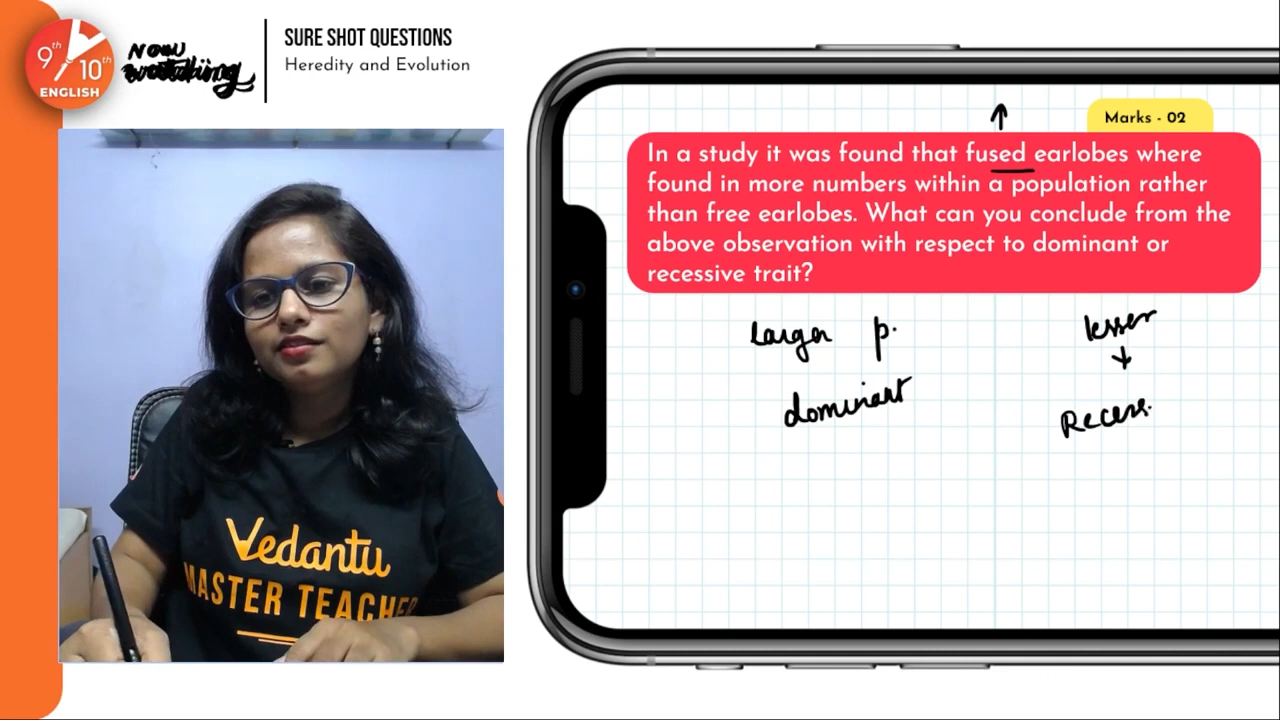 9th
10th
ENGLISH
Now
SURE SHOT QUESTIONS
Heredity and Evolution
Marks - 02
In a study it was found that fused earlobes where
found in more numbers within a population rather
than free earlobes. What can you conclude from the
above observation with respect to dominant or
recessive trait?
larger p.
lesser
dominant
Recess.
Vedantu
MASTER TEACHER